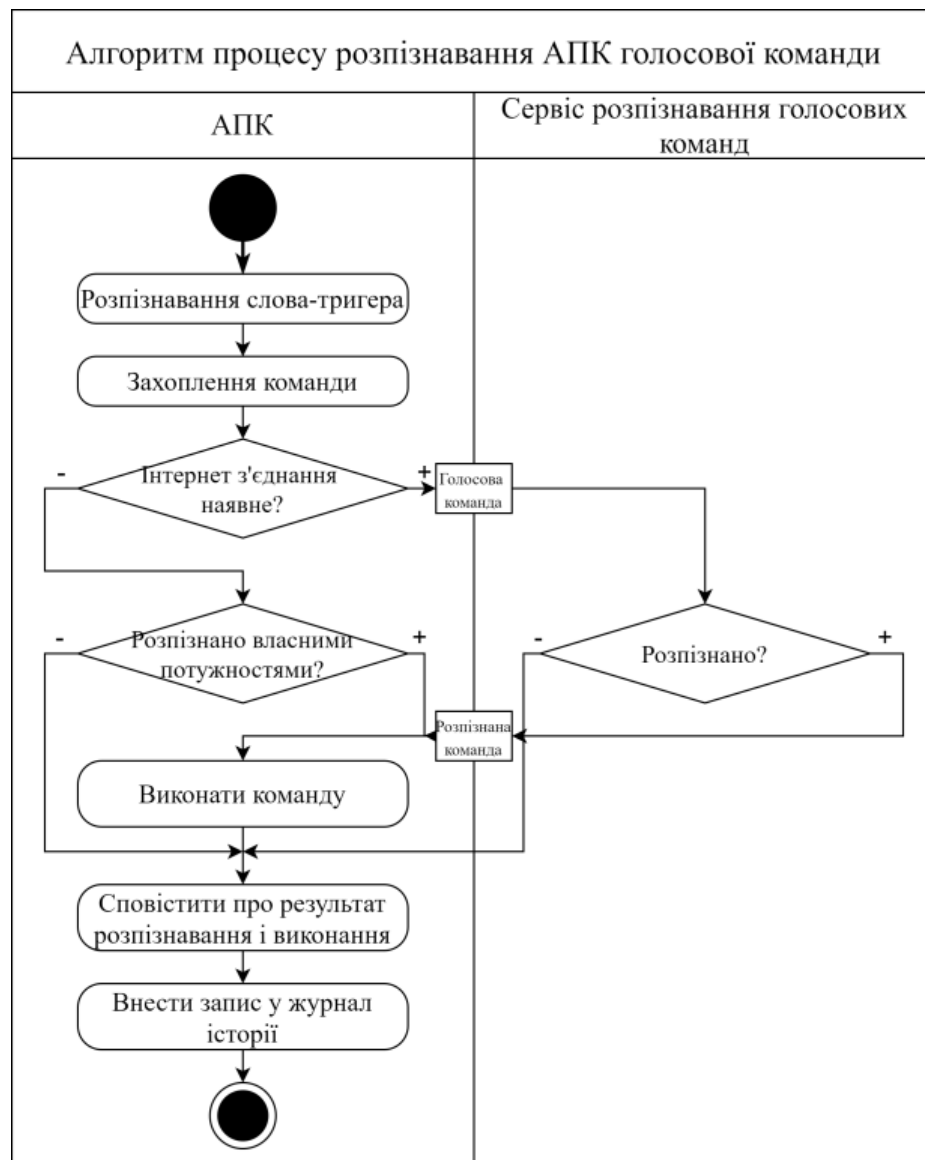 Алгоритм процесу розпізнавання АПК голосової команди
АПК
Сервіс розпізнавання голосових
команд
Розпізнавання слова-тригера
Захоплення команди
-
Інтернет з'єднання
наявне?
+
Голосова
команда
-
Розпізнано власними
потужностями?
+
-
Розпізнано?
+
Розпізнана
команда
Виконати команду
Сповістити про результат
розпізнавання і виконання
Внести запис у журнал
історії